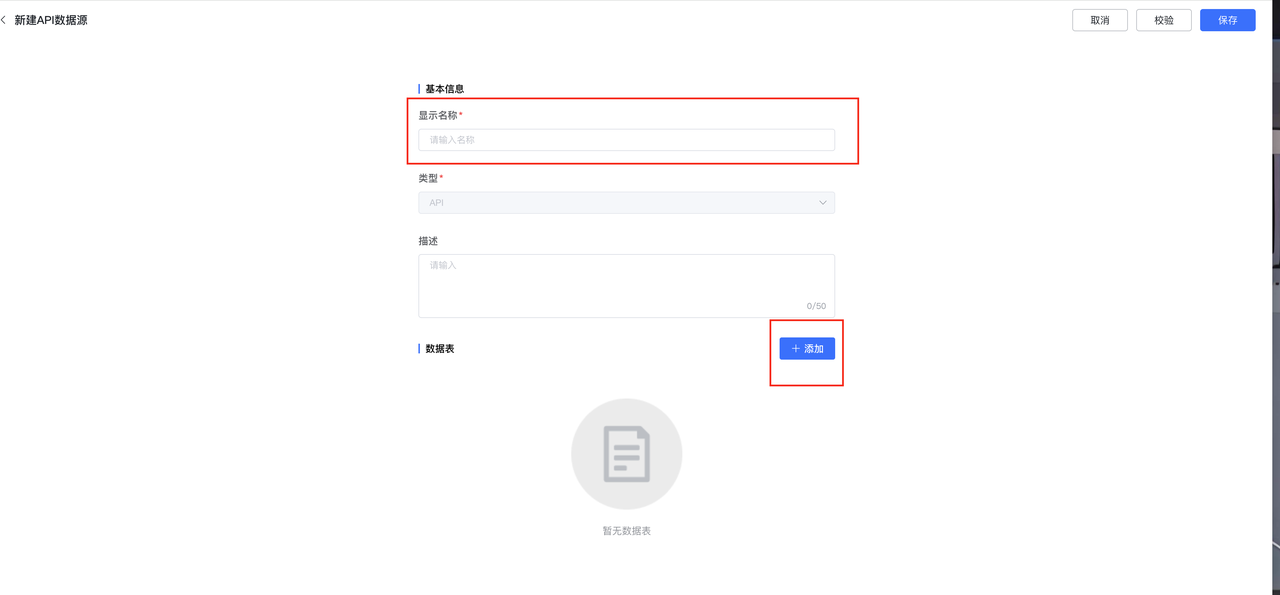 新建API数据源
取消
校验
保存
基本信息
显示名称*
请输入名称
类型*
API
描述
请输入
0/50
数据表
+ 添加
暂无数据表